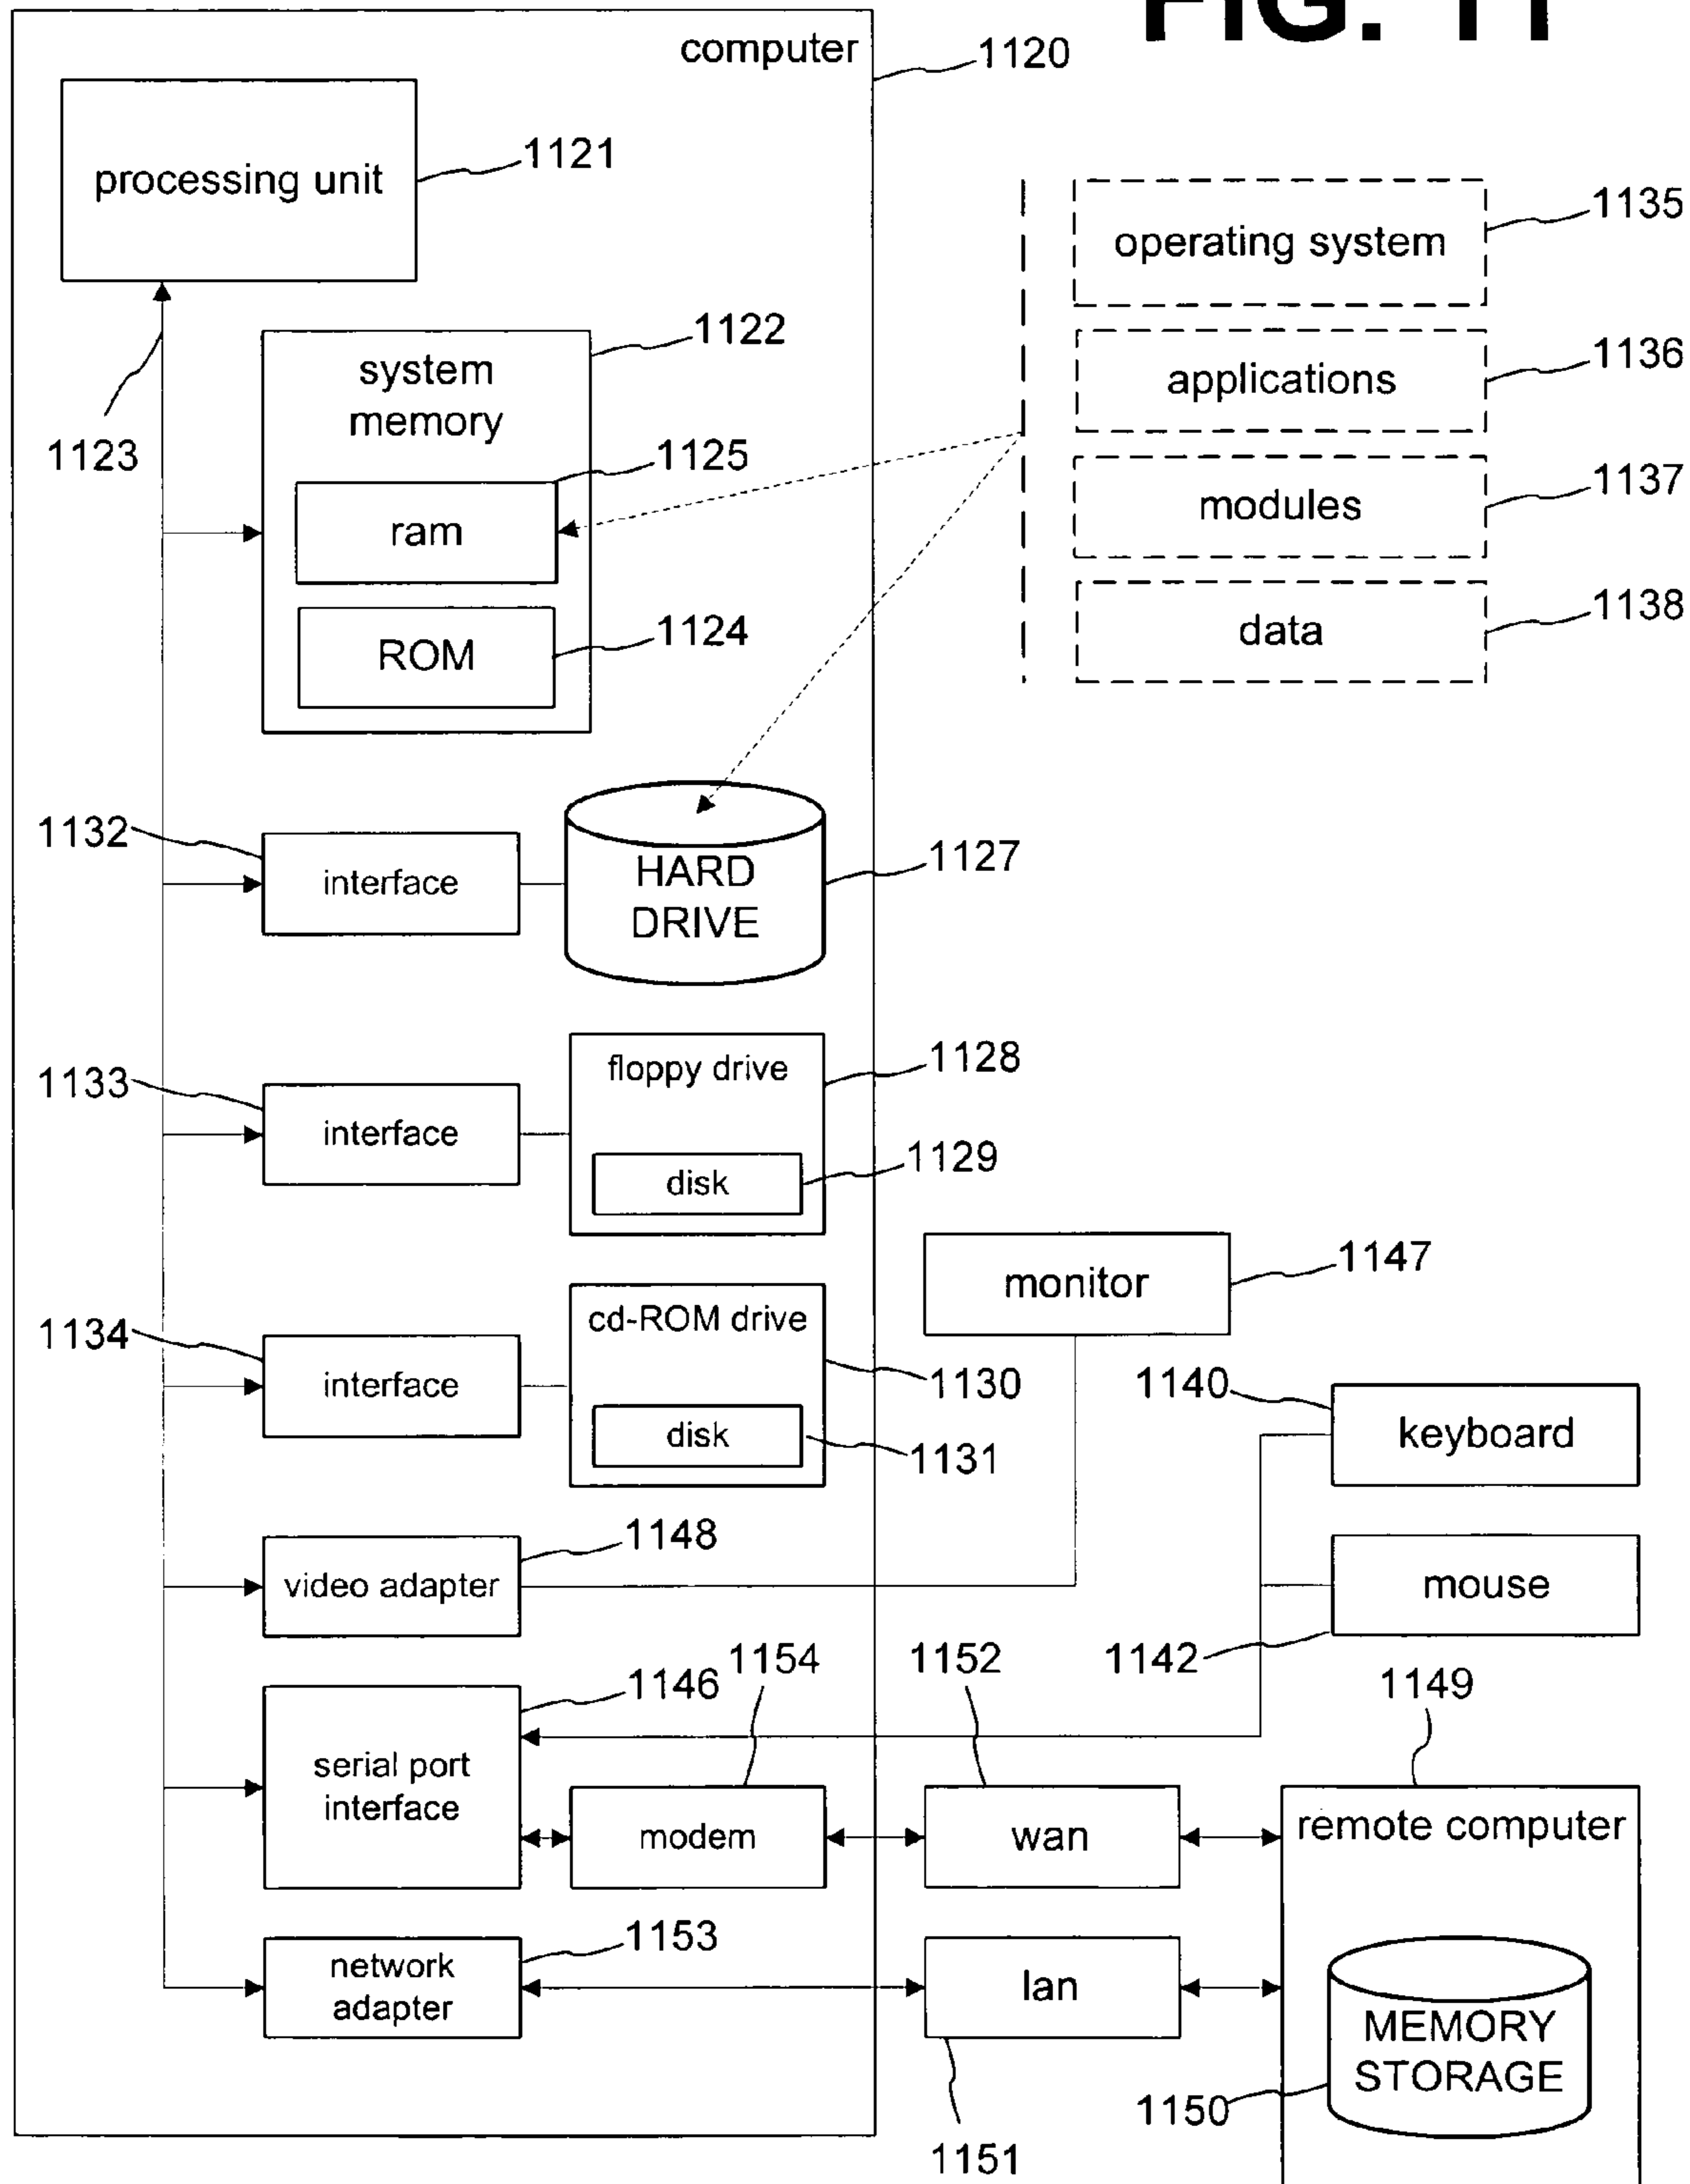 FIG. 11
computer
1120
processing unit
1121
1123
system
memory
1122
ram
1125
ROM
1124
operating system
1135
applications
1136
modules
1137
data
1138
1132
interface
HARD
DRIVE
1127
1133
interface
floppy drive
1128
disk
1129
1134
interface
cd-ROM drive
1130
disk
1131
monitor
1147
1140
keyboard
mouse
1142
video adapter
1148
serial port
interface
1146
1154
modem
1152
wan
1149
remote computer
network
adapter
1153
lan
1151
MEMORY
STORAGE
1150